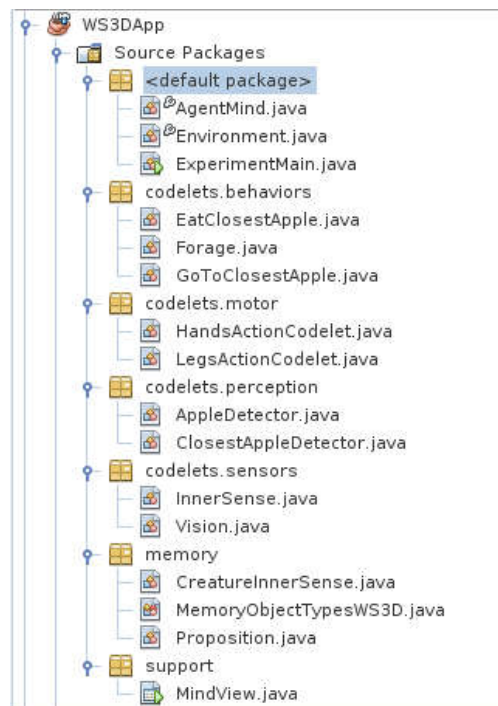 WS3DApp
Source Packages
<default package>
AgentMind.java
Environment.java
ExperimentMain.java
codelets.behaviors
EatClosestApple.java
Forage.java
GoToClosestApple.java
codelets.motor
HandsActionCodelet.java
LegsActionCodelet.java
codelets.perception
AppleDetector.java
ClosestAppleDetector.java
codelets.sensors
InnerSense.java
Vision.java
memory
CreatureInnerSense.java
MemoryObjectTypesWS3D.java
Proposition.java
support
MindView.java